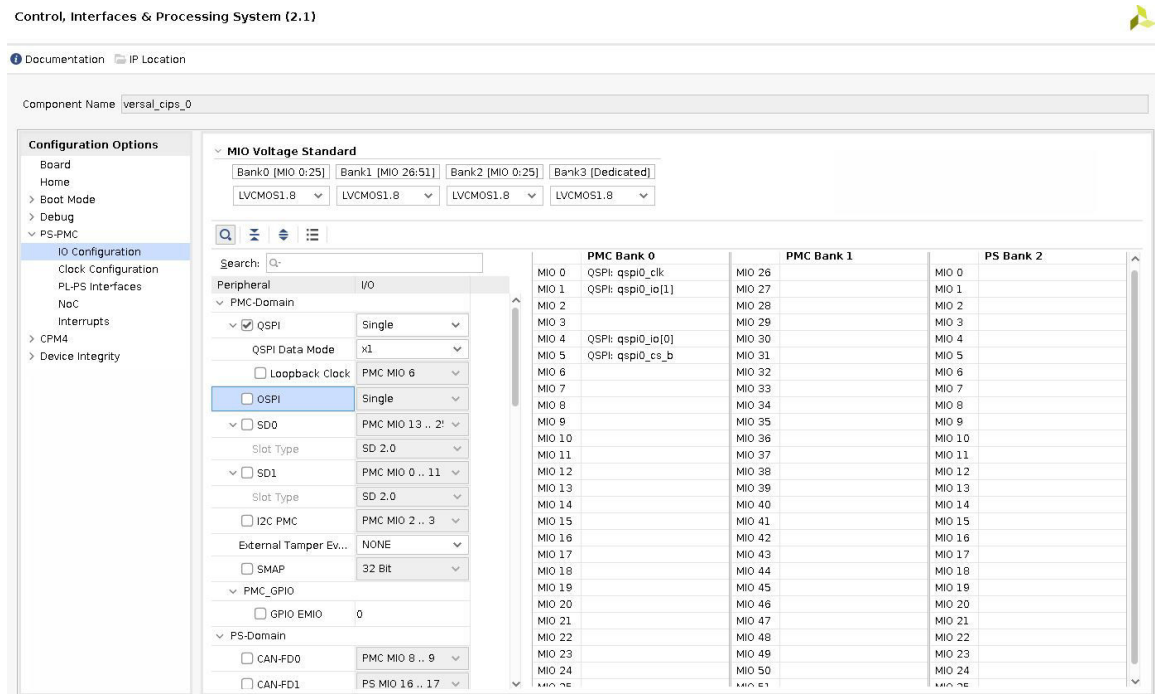 Control, Interfaces & Processing System (2.1)
Documentation IP Location
Component Name versal_cips_0
Configuration Options
Board
Home
Boot Mode
Debug
PS-PMC
IO Configuration
Clock Configuration
PL-PS Interfaces
NoC
Interrupts
CPM4
Device Integrity
MIO Voltage Standard
Bank0 [MIO 0:25] Bank1 [MIO 26:51] Bank2 [MIO 0:25] Bank3 [Dedicated]
LVCMOS1.8 LVCMOS1.8 LVCMOS1.8 LVCMOS1.8
Search:
Peripheral I/O
PMC-Domain
QSPI Single
QSPI Data Mode x1
Loopback Clock PMC MIO 6
OSPI Single
SD0 PMC MIO 13 ..
Slot Type SD 2.0
SD1 PMC MIO 0 .. 11
Slot Type SD 2.0
I2C PMC PMC MIO 2 .. 3
External Tamper Ev... NONE
SMAP 32 Bit
PMC_GPIO
GPIO EMIO 0
PS-Domain
CAN-FD0 PMC MIO 8 .. 9
CAN-FD1 PS MIO 16 .. 17
PMC Bank 0 PMC Bank 1 PS Bank 2
MIO 0 QSPI: qspi0_clk MIO 26 MIO 0
MIO 1 QSPI: qspi0_io[1] MIO 27 MIO 1
MIO 2 MIO 28 MIO 2
MIO 3 MIO 29 MIO 3
MIO 4 QSPI: qspi0_io[0] MIO 30 MIO 4
MIO 5 QSPI: qspi0_cs_b MIO 31 MIO 5
MIO 6 MIO 32 MIO 6
MIO 7 MIO 33 MIO 7
MIO 8 MIO 34 MIO 8
MIO 9 MIO 35 MIO 9
MIO 10 MIO 36 MIO 10
MIO 11 MIO 37 MIO 11
MIO 12 MIO 38 MIO 12
MIO 13 MIO 39 MIO 13
MIO 14 MIO 40 MIO 14
MIO 15 MIO 41 MIO 15
MIO 16 MIO 42 MIO 16
MIO 17 MIO 43 MIO 17
MIO 18 MIO 44 MIO 18
MIO 19 MIO 45 MIO 19
MIO 20 MIO 46 MIO 20
MIO 21 MIO 47 MIO 21
MIO 22 MIO 48 MIO 22
MIO 23 MIO 49 MIO 23
MIO 24 MIO 50 MIO 24